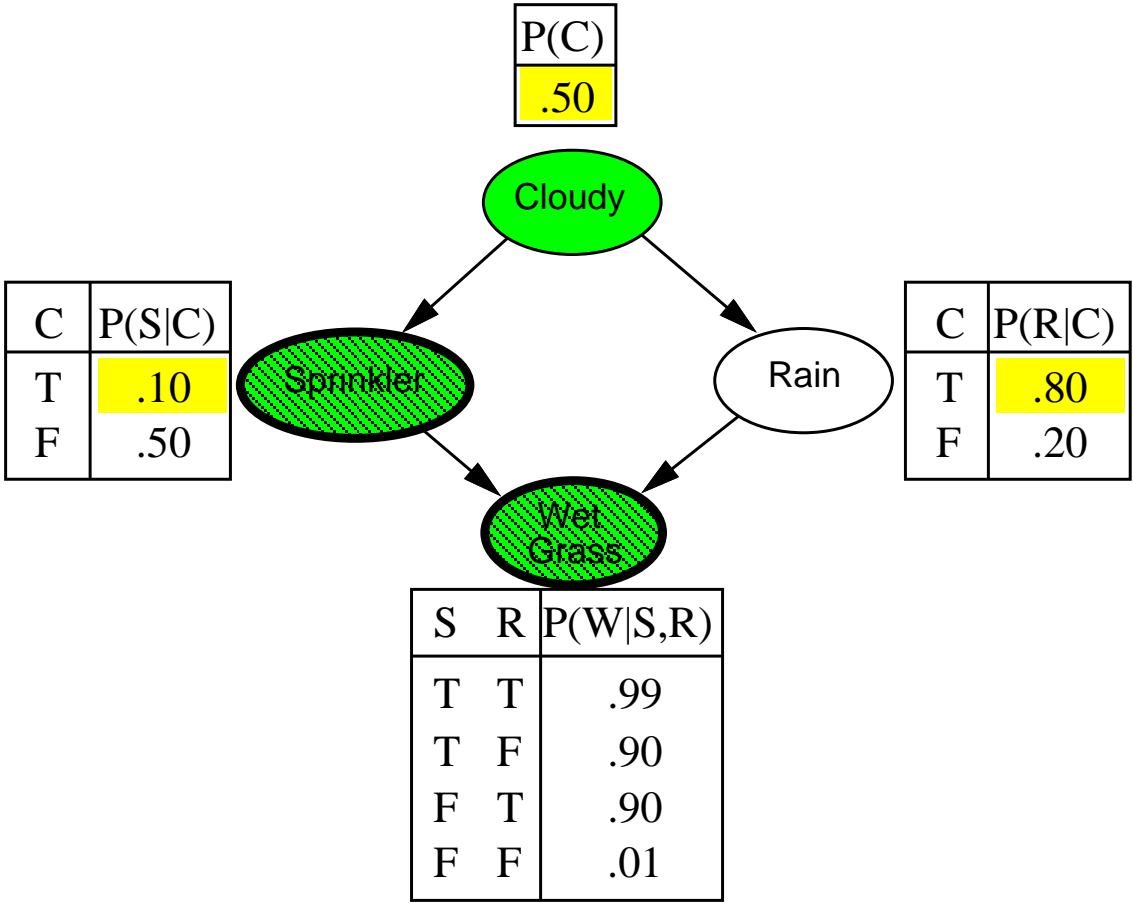 P(C)
.50
Cloudy
C P(S|C)
T .10
F .50
Sprinkler
Rain
C P(R|C)
T .80
F .20
Wet
Grass
S R P(W|S,R)
T T .99
T F .90
F T .90
F F .01